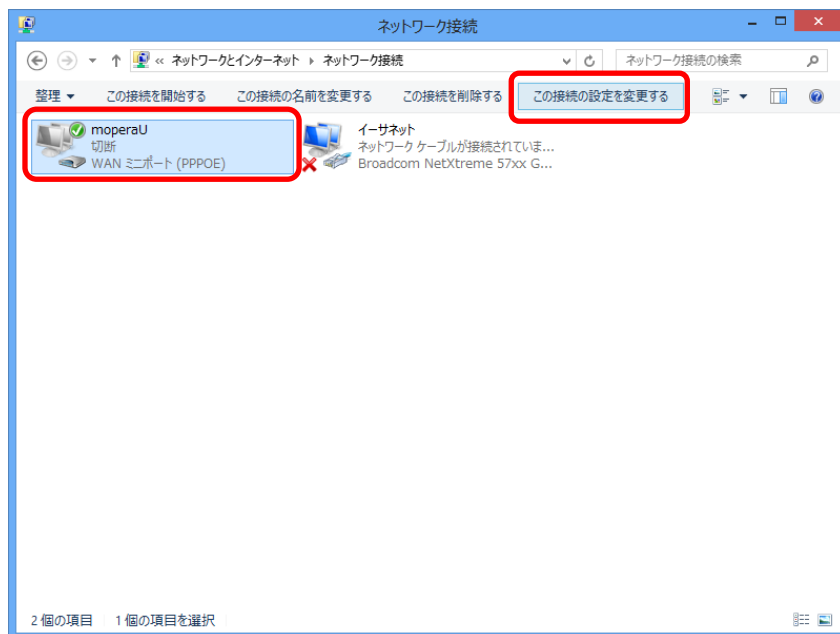 ネットワーク接続
« ネットワークとインターネット ▸ ネットワーク接続
ネットワーク接続の検索
整理 この接続を開始する この接続の名前を変更する この接続を削除する この接続の設定を変更する
moperaU
切断
WAN ミニポート (PPPOE)
イーサネット
ネットワーク ケーブルが接続されていま...
Broadcom NetXtreme 57xx G...
2 個の項目 1 個の項目を選択